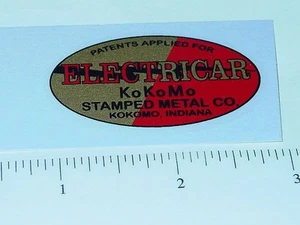 PATENTS APPLIED FOR
ELECTRICAR
KoKoMo
STAMPED METAL CO.
KOKOMO, INDIANA
1 2 3